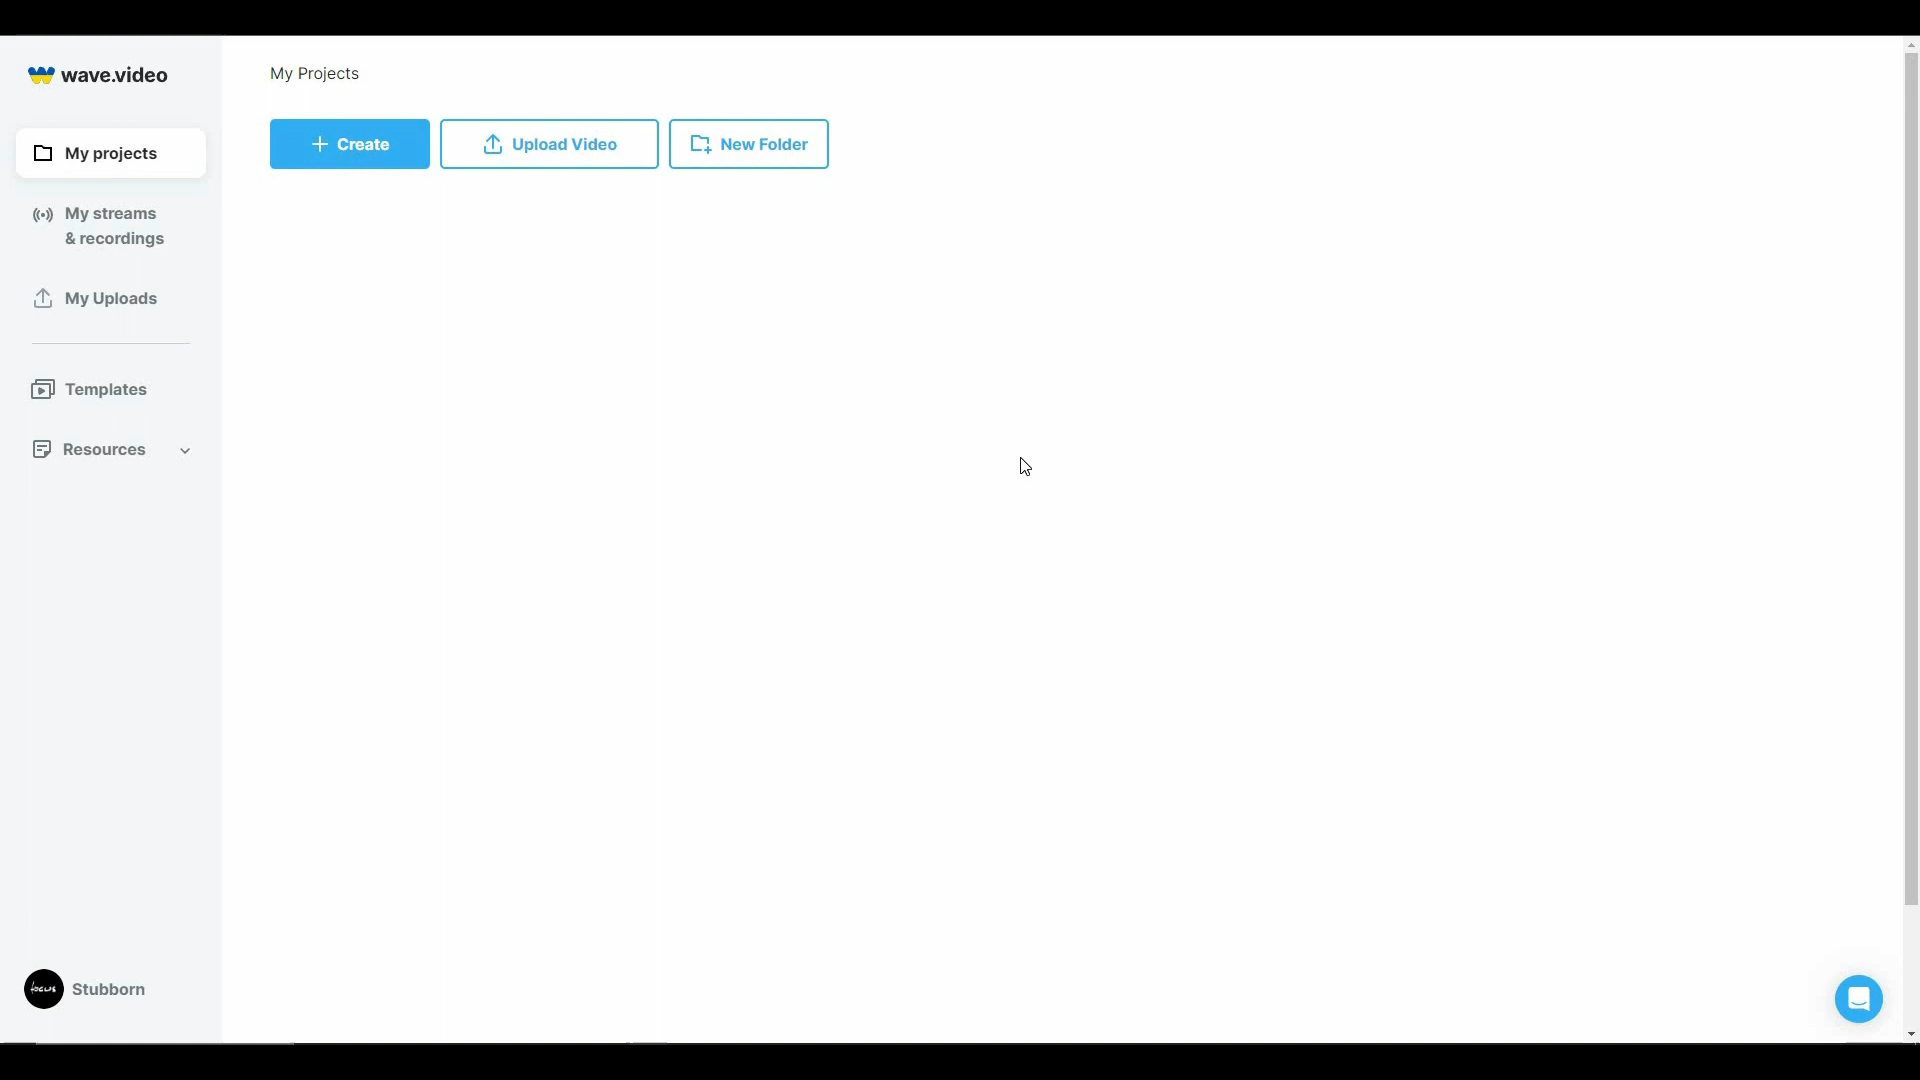 wave.video
My Projects
Create
Upload Video
New Folder
My projects
My streams
& recordings
My Uploads
Templates
Resources
focus
Stubborn